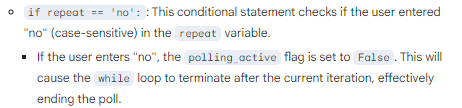 if repeat == 'no': : This conditional statement checks if the user entered
"no" (case-sensitive) in the repeat variable.
If the user enters "no", the polling_active flag is set to False . This will
cause the while loop to terminate after the current iteration, effectively
ending the poll.